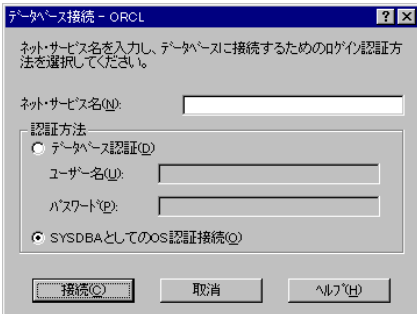 データベース接続 - ORCL
ネット・サービス名を入力し、データベースに接続するためのログイン認証方
法を選択してください。
ネット・サービス名(N):
認証方法
データベース認証(D)
ユーザー名(U):
パスワード(P):
SYSDBAとしてのOS認証接続(O)
接続(C)
取消
ヘルプ(H)